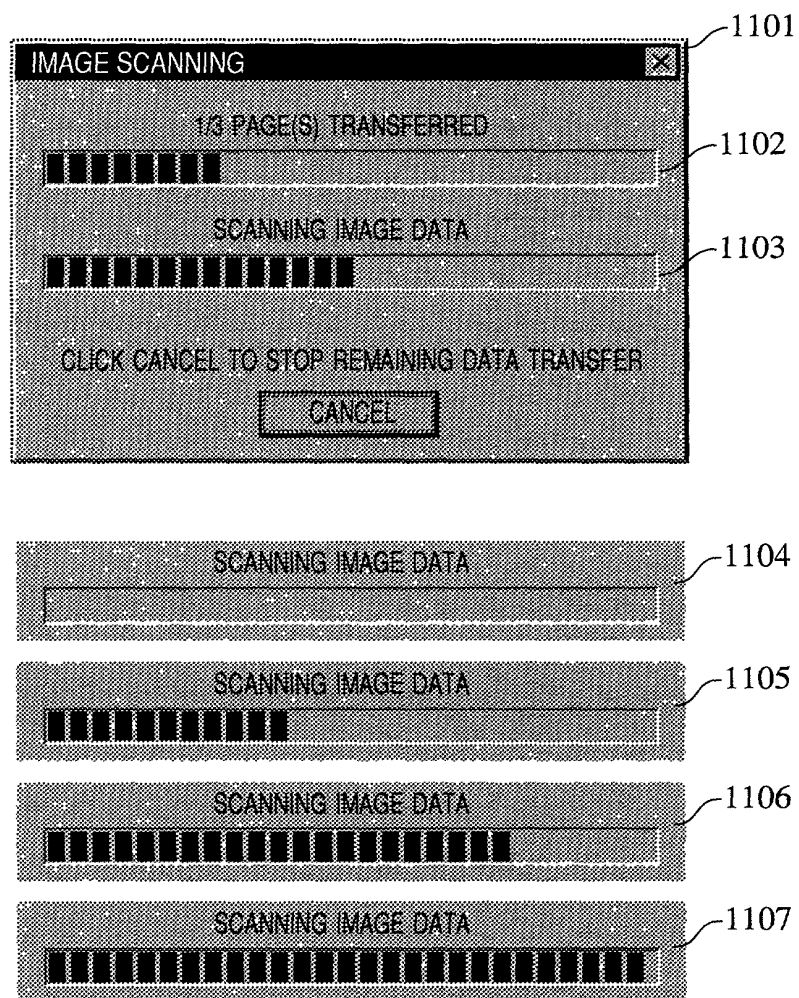 1101
IMAGE SCANNING
1/3 PAGE(S) TRANSFERRED
1102
SCANNING IMAGE DATA
1103
CLICK CANCEL TO STOP REMAINING DATA TRANSFER
CANCEL
SCANNING IMAGE DATA
1104
SCANNING IMAGE DATA
1105
SCANNING IMAGE DATA
1106
SCANNING IMAGE DATA
1107